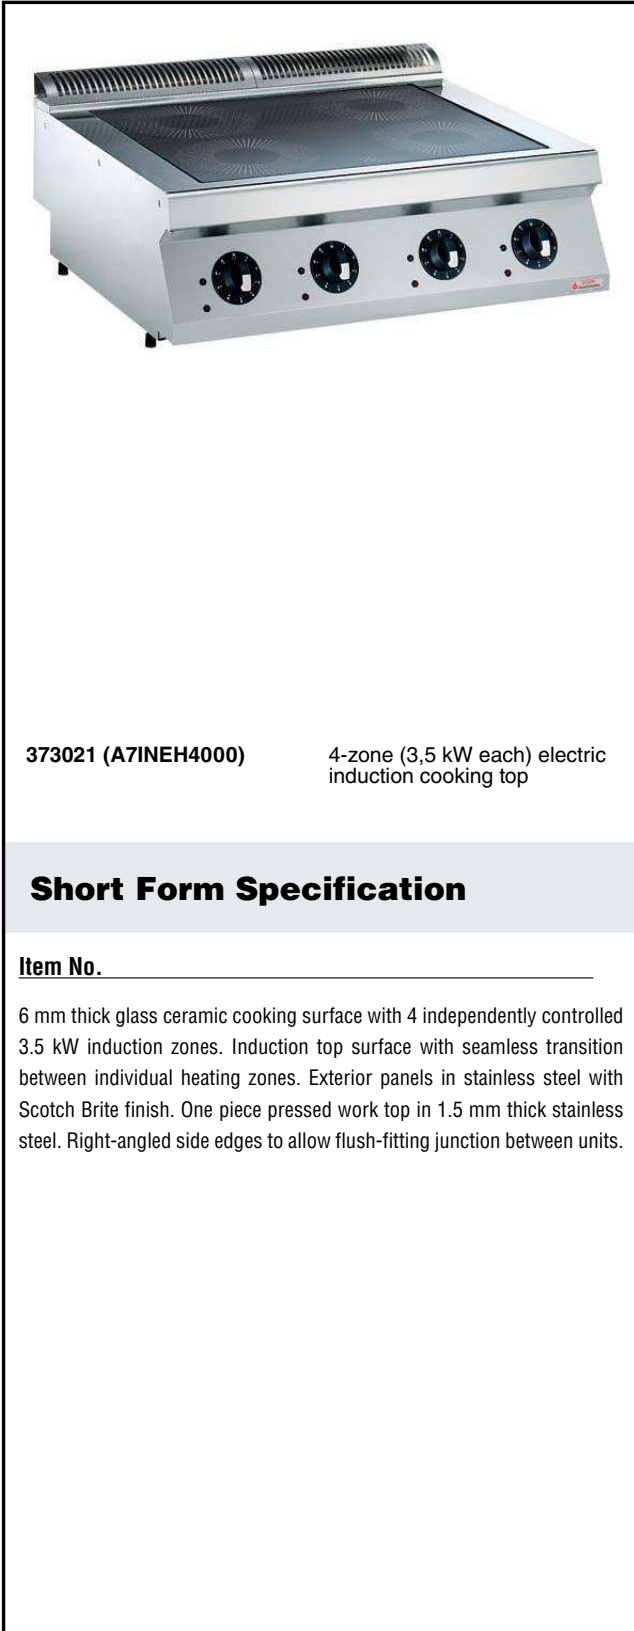 373021 (A7INEH4000)
4-zone (3,5 kW each) electric
induction cooking top
Short Form Specification
Item No.
6 mm thick glass ceramic cooking surface with 4 independently controlled
3.5 kW induction zones. Induction top surface with seamless transition
between individual heating zones. Exterior panels in stainless steel with
Scotch Brite finish. One piece pressed work top in 1.5 mm thick stainless
steel. Right-angled side edges to allow flush-fitting junction between units.